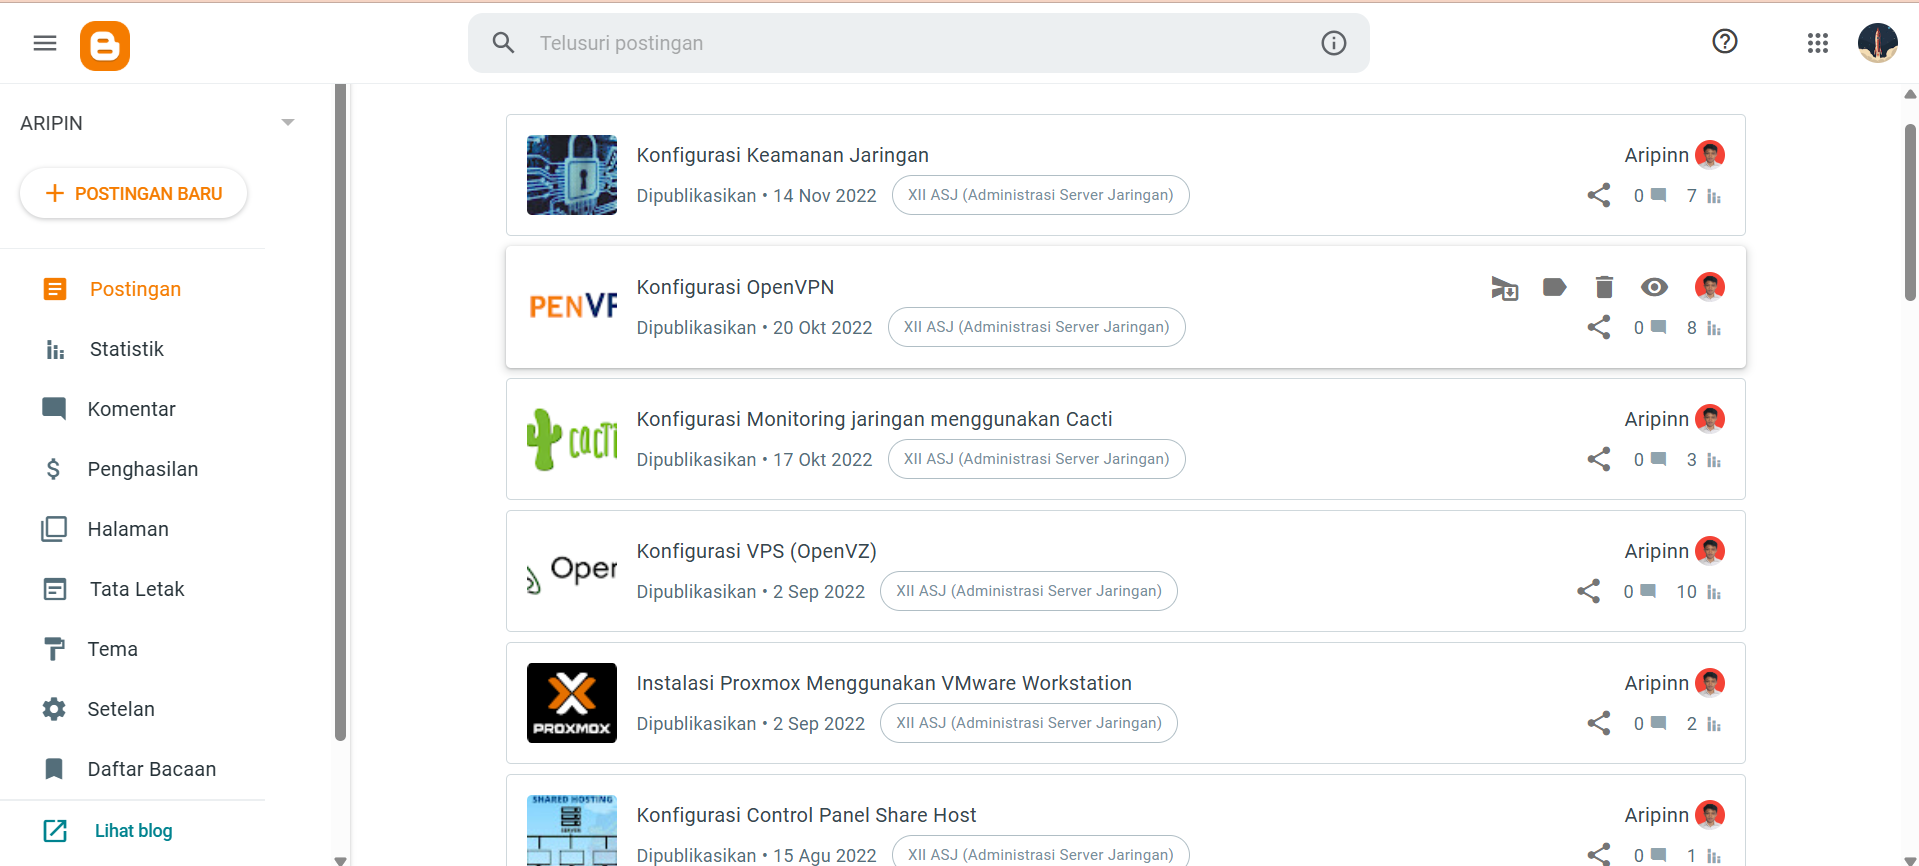 Telusuri postingan
ARIPIN
POSTINGAN BARU
Postingan
Statistik
Komentar
Penghasilan
Halaman
Tata Letak
Tema
Setelan
Daftar Bacaan
Lihat blog
Konfigurasi Keamanan Jaringan
Aripinn
Dipublikasikan • 14 Nov 2022 XII ASJ (Administrasi Server Jaringan) 0 7
PENVP
Konfigurasi OpenVPN
Dipublikasikan • 20 Okt 2022 XII ASJ (Administrasi Server Jaringan) 0 8
cacti
Konfigurasi Monitoring jaringan menggunakan Cacti
Aripinn
Dipublikasikan • 17 Okt 2022 XII ASJ (Administrasi Server Jaringan) 0 3
Oper
Konfigurasi VPS (OpenVZ)
Aripinn
Dipublikasikan • 2 Sep 2022 XII ASJ (Administrasi Server Jaringan) 0 10
PROXMOX
Instalasi Proxmox Menggunakan VMware Workstation
Aripinn
Dipublikasikan • 2 Sep 2022 XII ASJ (Administrasi Server Jaringan) 0 2
SHARED HOSTING
SERVER
Konfigurasi Control Panel Share Host
Aripinn
Dipublikasikan • 15 Agu 2022 XII ASJ (Administrasi Server Jaringan) 0 1